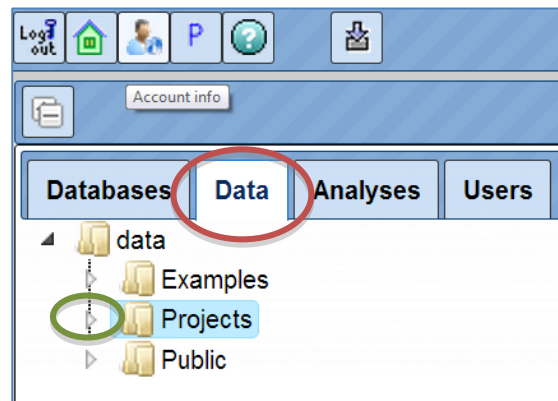 Log out P ?
Account info
Databases Data Analyses Users
data
Examples
Projects
Public